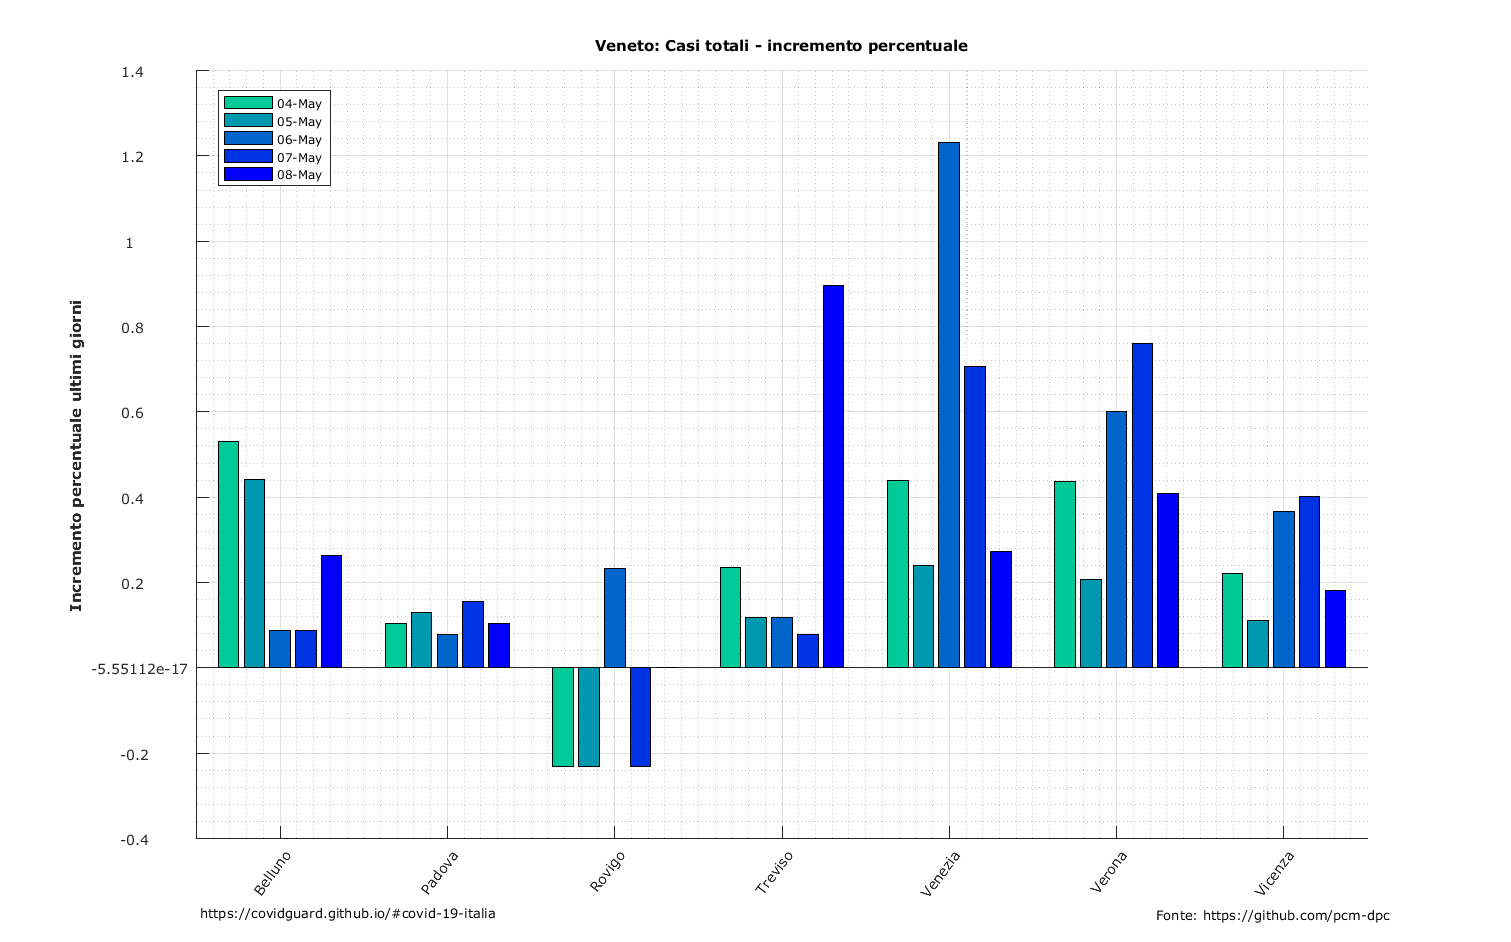 Veneto: Casi totali - incremento percentuale
1.4
1.2
1
0.8
0.6
0.4
0.2
-5.55112e-17
-0.2
-0.4
Incremento percentuale ultimi giorni
04-May
05-May
06-May
07-May
08-May
Belluno
Padova
Rovigo
Treviso
Venezia
Verona
Vicenza
https://covidguard.github.io/#covid-19-italia
Fonte: https://github.com/pcm-dpc